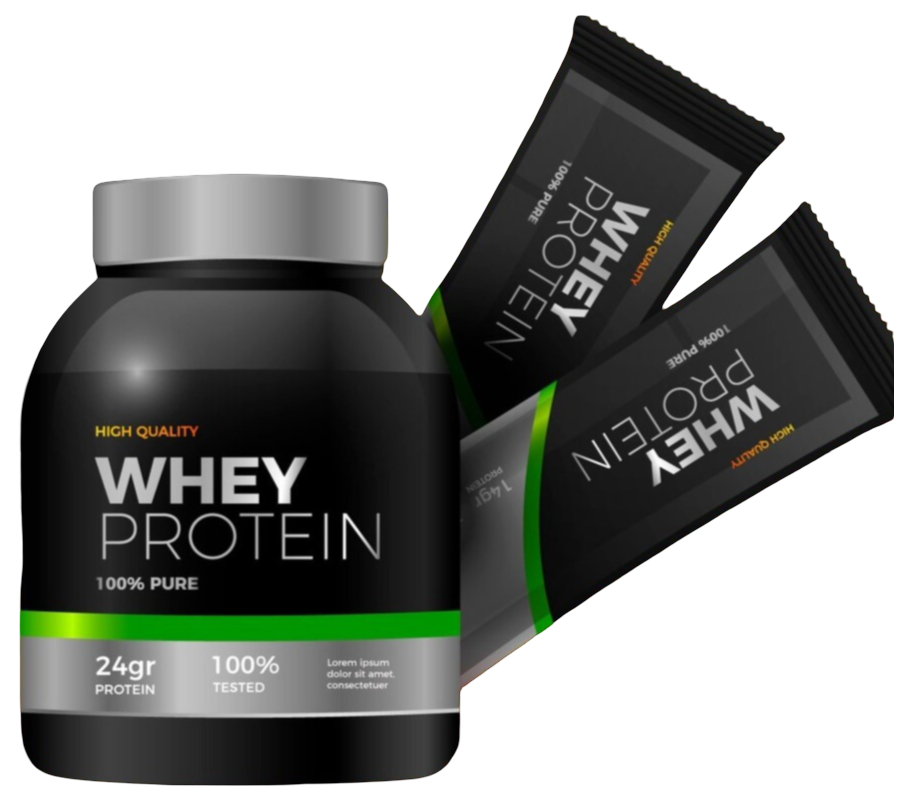 HIGH QUALITY
WHEY
PROTEIN
100% PURE
24gr
PROTEIN
100%
TESTED
Lorem ipsum
dolor sit amet,
consectetuer
HIGH QUALITY
WHEY
PROTEIN
100% PURE
HIGH QUALITY
WHEY
PROTEIN
100% PURE
14gr
PROTEIN